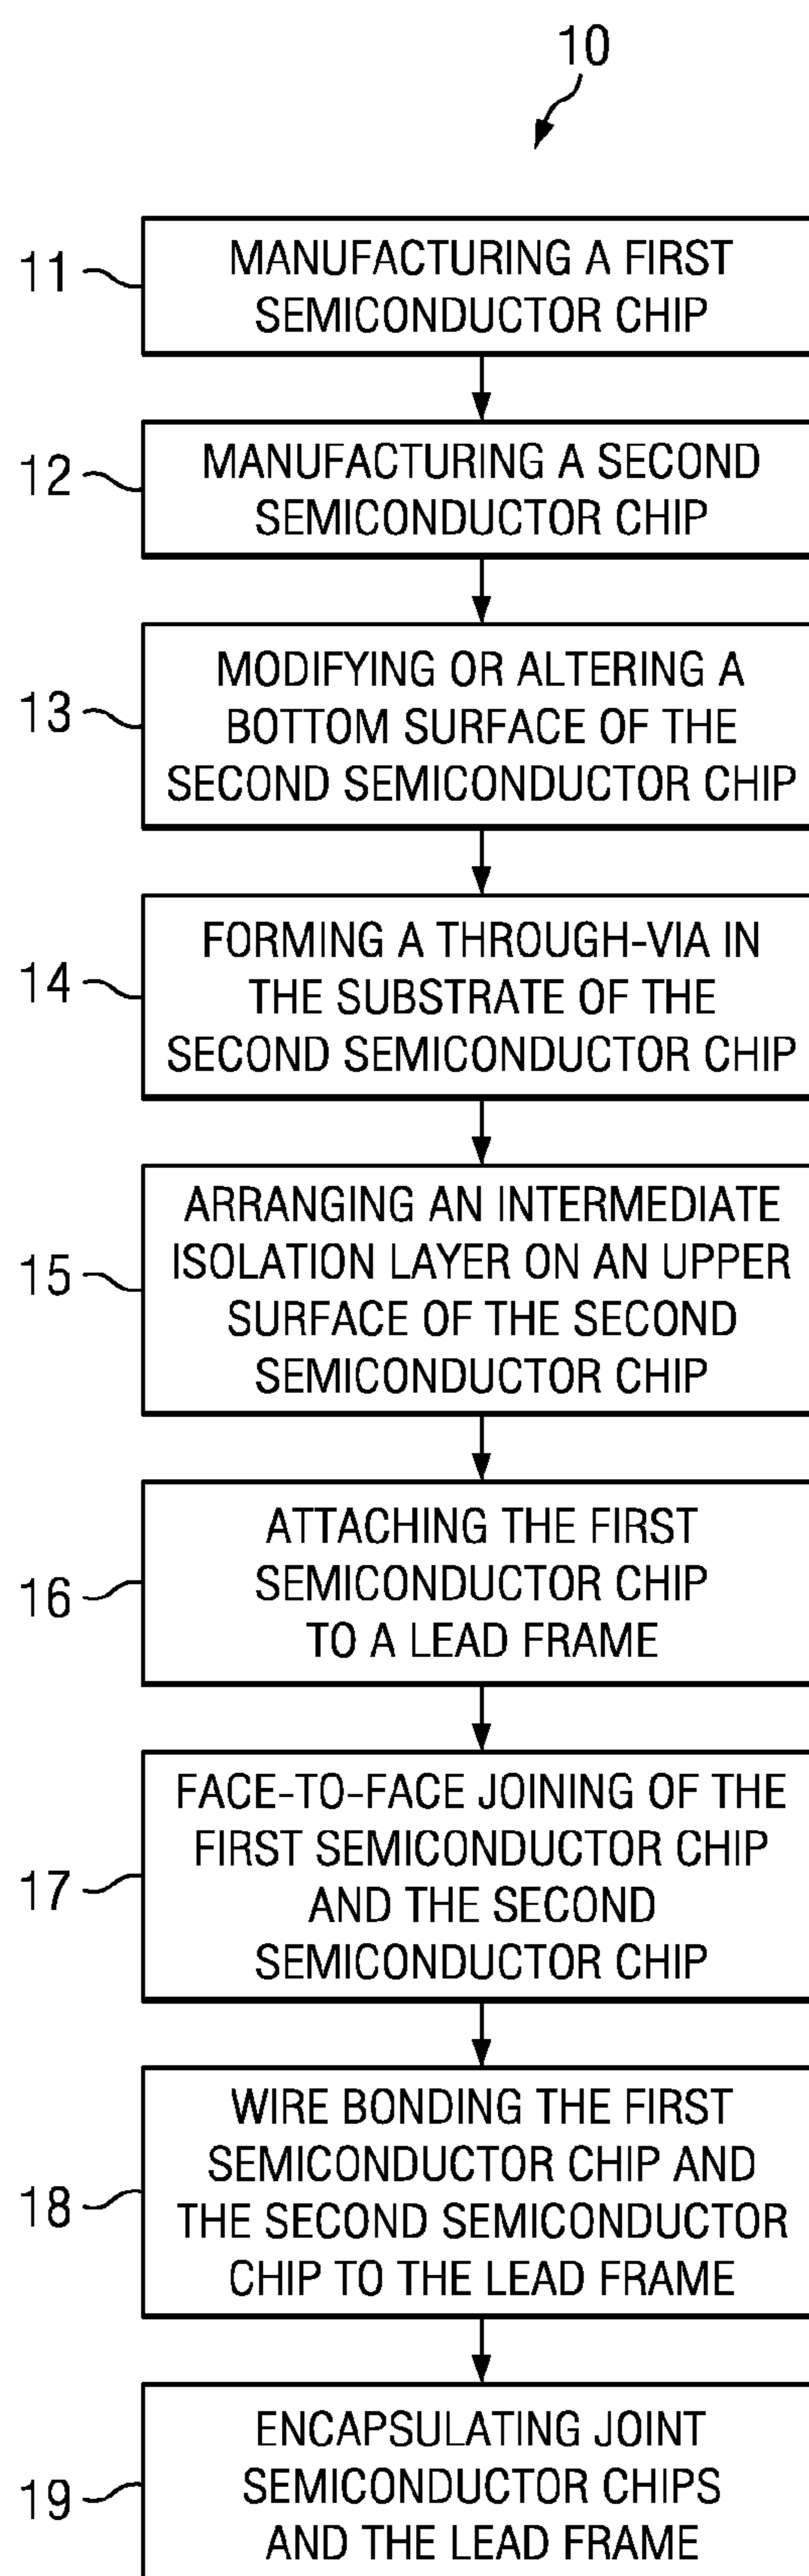 10
11
MANUFACTURING A FIRST
SEMICONDUCTOR CHIP
12
MANUFACTURING A SECOND
SEMICONDUCTOR CHIP
13
MODIFYING OR ALTERING A
BOTTOM SURFACE OF THE
SECOND SEMICONDUCTOR CHIP
14
FORMING A THROUGH-VIA IN
THE SUBSTRATE OF THE
SECOND SEMICONDUCTOR CHIP
15
ARRANGING AN INTERMEDIATE
ISOLATION LAYER ON AN UPPER
SURFACE OF THE SECOND
SEMICONDUCTOR CHIP
16
ATTACHING THE FIRST
SEMICONDUCTOR CHIP
TO A LEAD FRAME
17
FACE-TO-FACE JOINING OF THE
FIRST SEMICONDUCTOR CHIP
AND THE SECOND
SEMICONDUCTOR CHIP
18
WIRE BONDING THE FIRST
SEMICONDUCTOR CHIP AND
THE SECOND SEMICONDUCTOR
CHIP TO THE LEAD FRAME
19
ENCAPSULATING JOINT
SEMICONDUCTOR CHIPS
AND THE LEAD FRAME